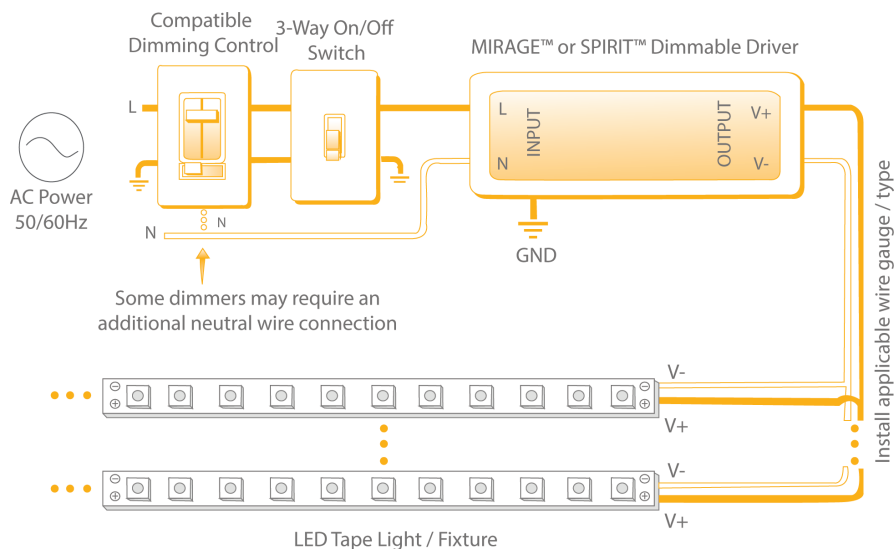 Compatible
Dimming Control
3-Way On/Off
Switch
MIRAGE™ or SPIRIT™ Dimmable Driver
L
L
INPUT
OUTPUT
V+
N
V-
AC Power
50/60Hz
N
N
GND
Some dimmers may require an
additional neutral wire connection
Install applicable wire gauge / type
V-
V+
V-
V+
LED Tape Light / Fixture